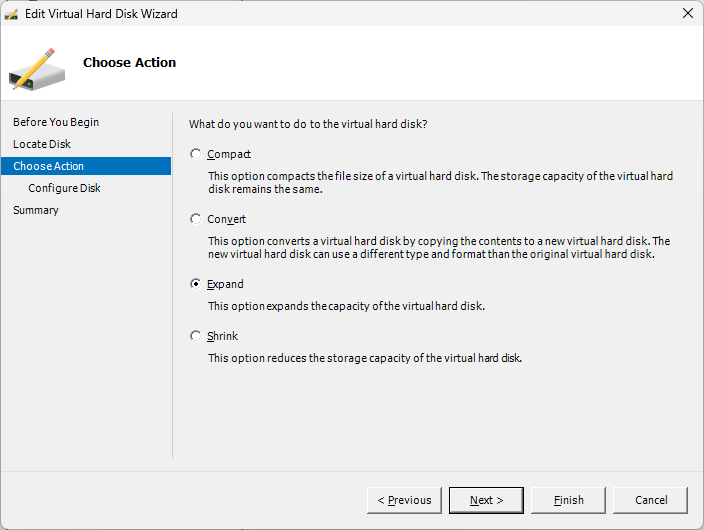 Edit Virtual Hard Disk Wizard
Choose Action
Before You Begin
Locate Disk
Choose Action
Configure Disk
Summary
What do you want to do to the virtual hard disk?
Compact
This option compacts the file size of a virtual hard disk. The storage capacity of the virtual hard
disk remains the same.
Convert
This option converts a virtual hard disk by copying the contents to a new virtual hard disk. The
new virtual hard disk can use a different type and format than the original virtual hard disk.
Expand
This option expands the capacity of the virtual hard disk.
Shrink
This option reduces the storage capacity of the virtual hard disk.
< Previous
Next >
Finish
Cancel